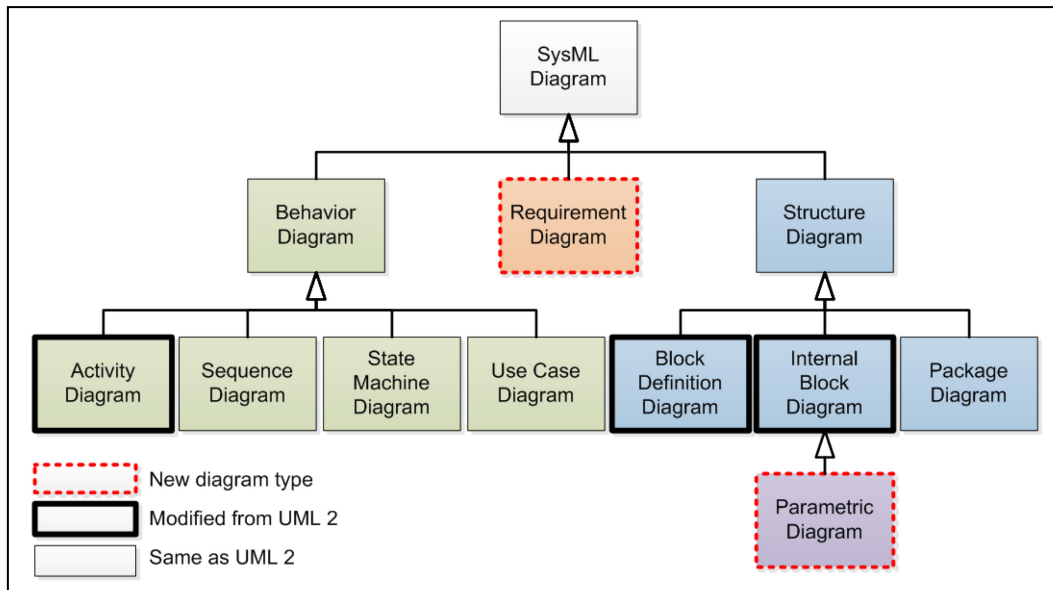 SysML
Diagram
Behavior
Diagram
Requirement
Diagram
Structure
Diagram
Activity
Diagram
Sequence
Diagram
State
Machine
Diagram
Use Case
Diagram
Block
Definition
Diagram
Internal
Block
Diagram
Package
Diagram
Parametric
Diagram
New diagram type
Modified from UML 2
Same as UML 2